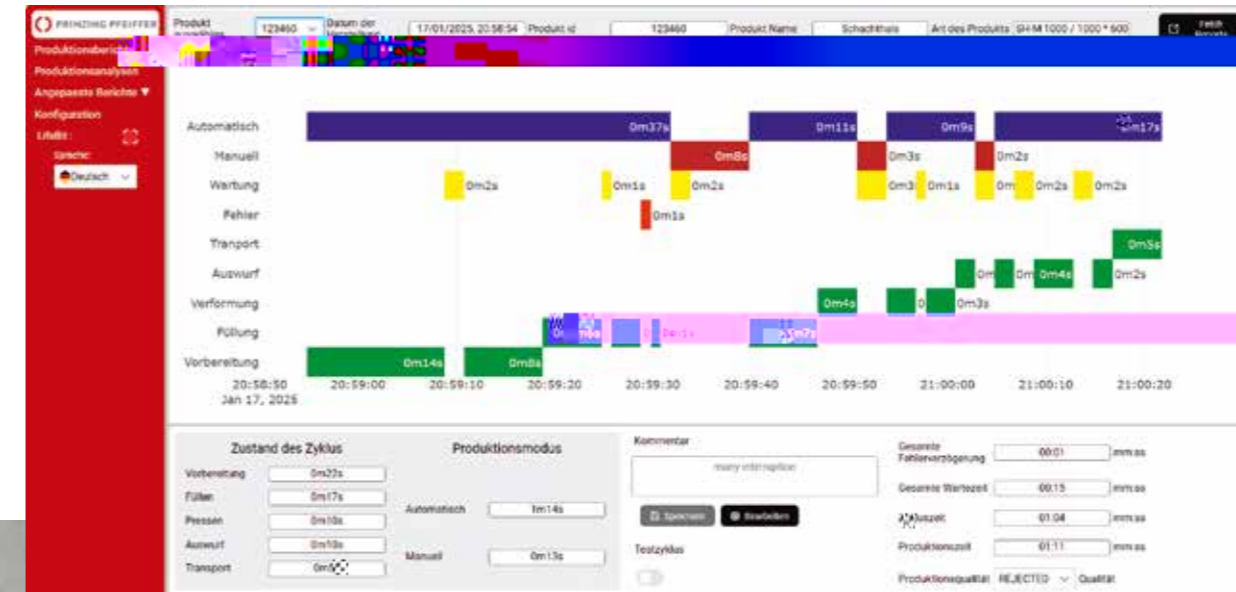 PRINZING PFEIFFER
Produkt
123460
Datum der
17/01/2025, 20:58:54
Produkt id
123460
Produkt Name
Art des Produkts
Fetch
Produktionsanalysen
Angepasste Berichte ▼
Konfiguration
Sprache:
Deutsch
Automatisch 0m37s 0m11s 0m9s
Manuell 0m8s 0m3s 0m2s
Wartung 0m2s 0m1s 0m2s 0m1s 0m2s 0m2s
Fehler 0m1s
Tranport 0m5s
Auswurf 0m4s 0m2s
Verformung 0m4s 0m3s
Füllung
Vorbereitung 0m14s 0m8s
20:58:50 20:59:00 20:59:10 20:59:20 20:59:30 20:59:40 20:59:50 21:00:00 21:00:10 21:00:20
Jan 17, 2025
Zustand des Zyklus
Vorbereitung 0m22s
Füllen 0m17s
Pressen 0m10s
Auswurf 0m10s
Transport
Produktionsmodus
Automatisch 1m14s
Manuell 0m13s
Kommentar
many interruption
Speichern Bearbeiten
Testzyklus
Gesamte
Fehlerverzögerung 00:01 mm:ss
Gesamte Wartezeit 00:15 mm:ss
01:04 mm:ss
Produktionszeit 01:11 mm:ss
Produktionsqualität REJECTED Qualität